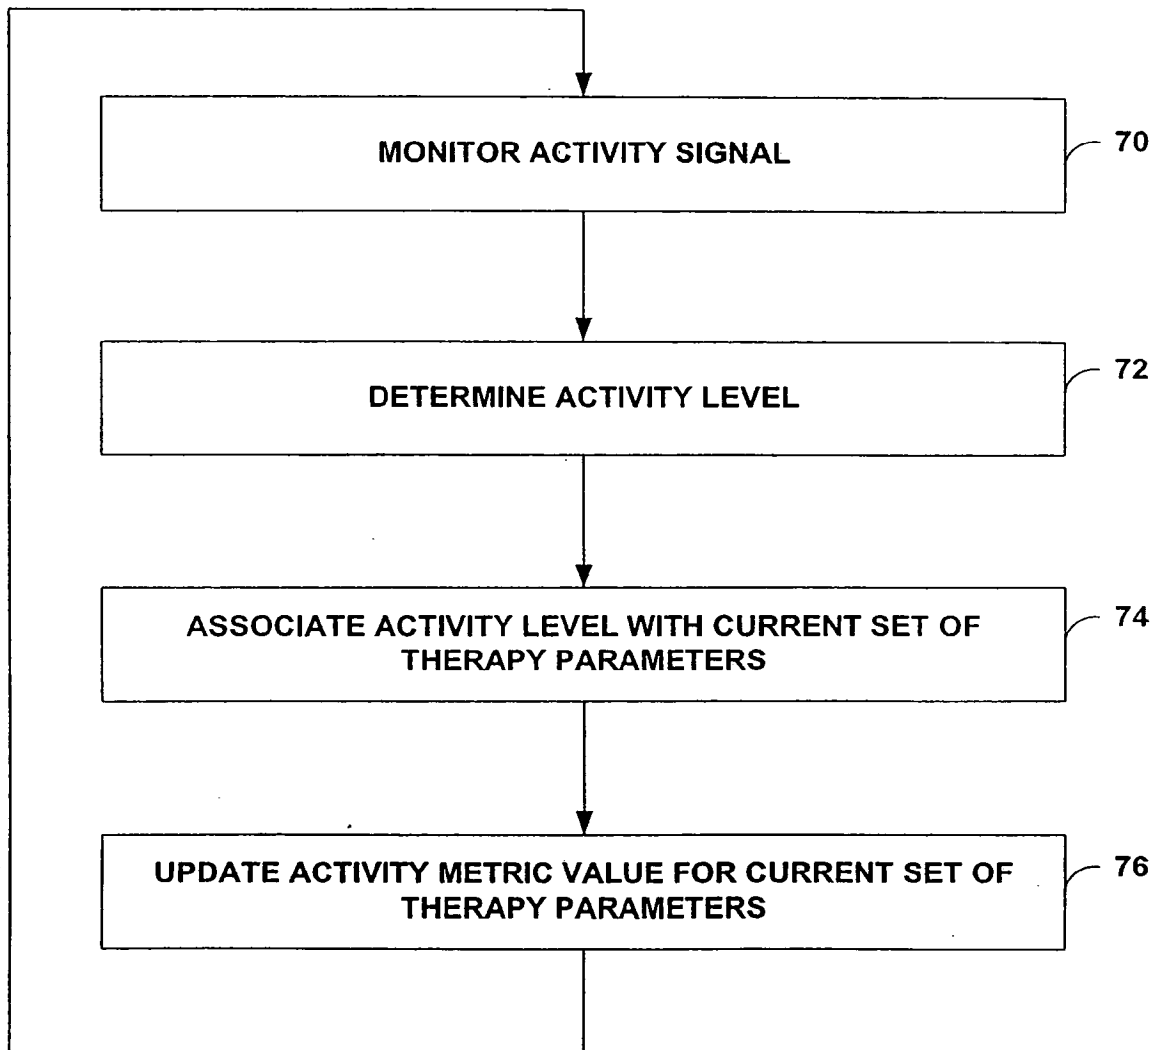 MONITOR ACTIVITY SIGNAL
70
DETERMINE ACTIVITY LEVEL
72
ASSOCIATE ACTIVITY LEVEL WITH CURRENT SET OF
THERAPY PARAMETERS
74
UPDATE ACTIVITY METRIC VALUE FOR CURRENT SET OF
THERAPY PARAMETERS
76